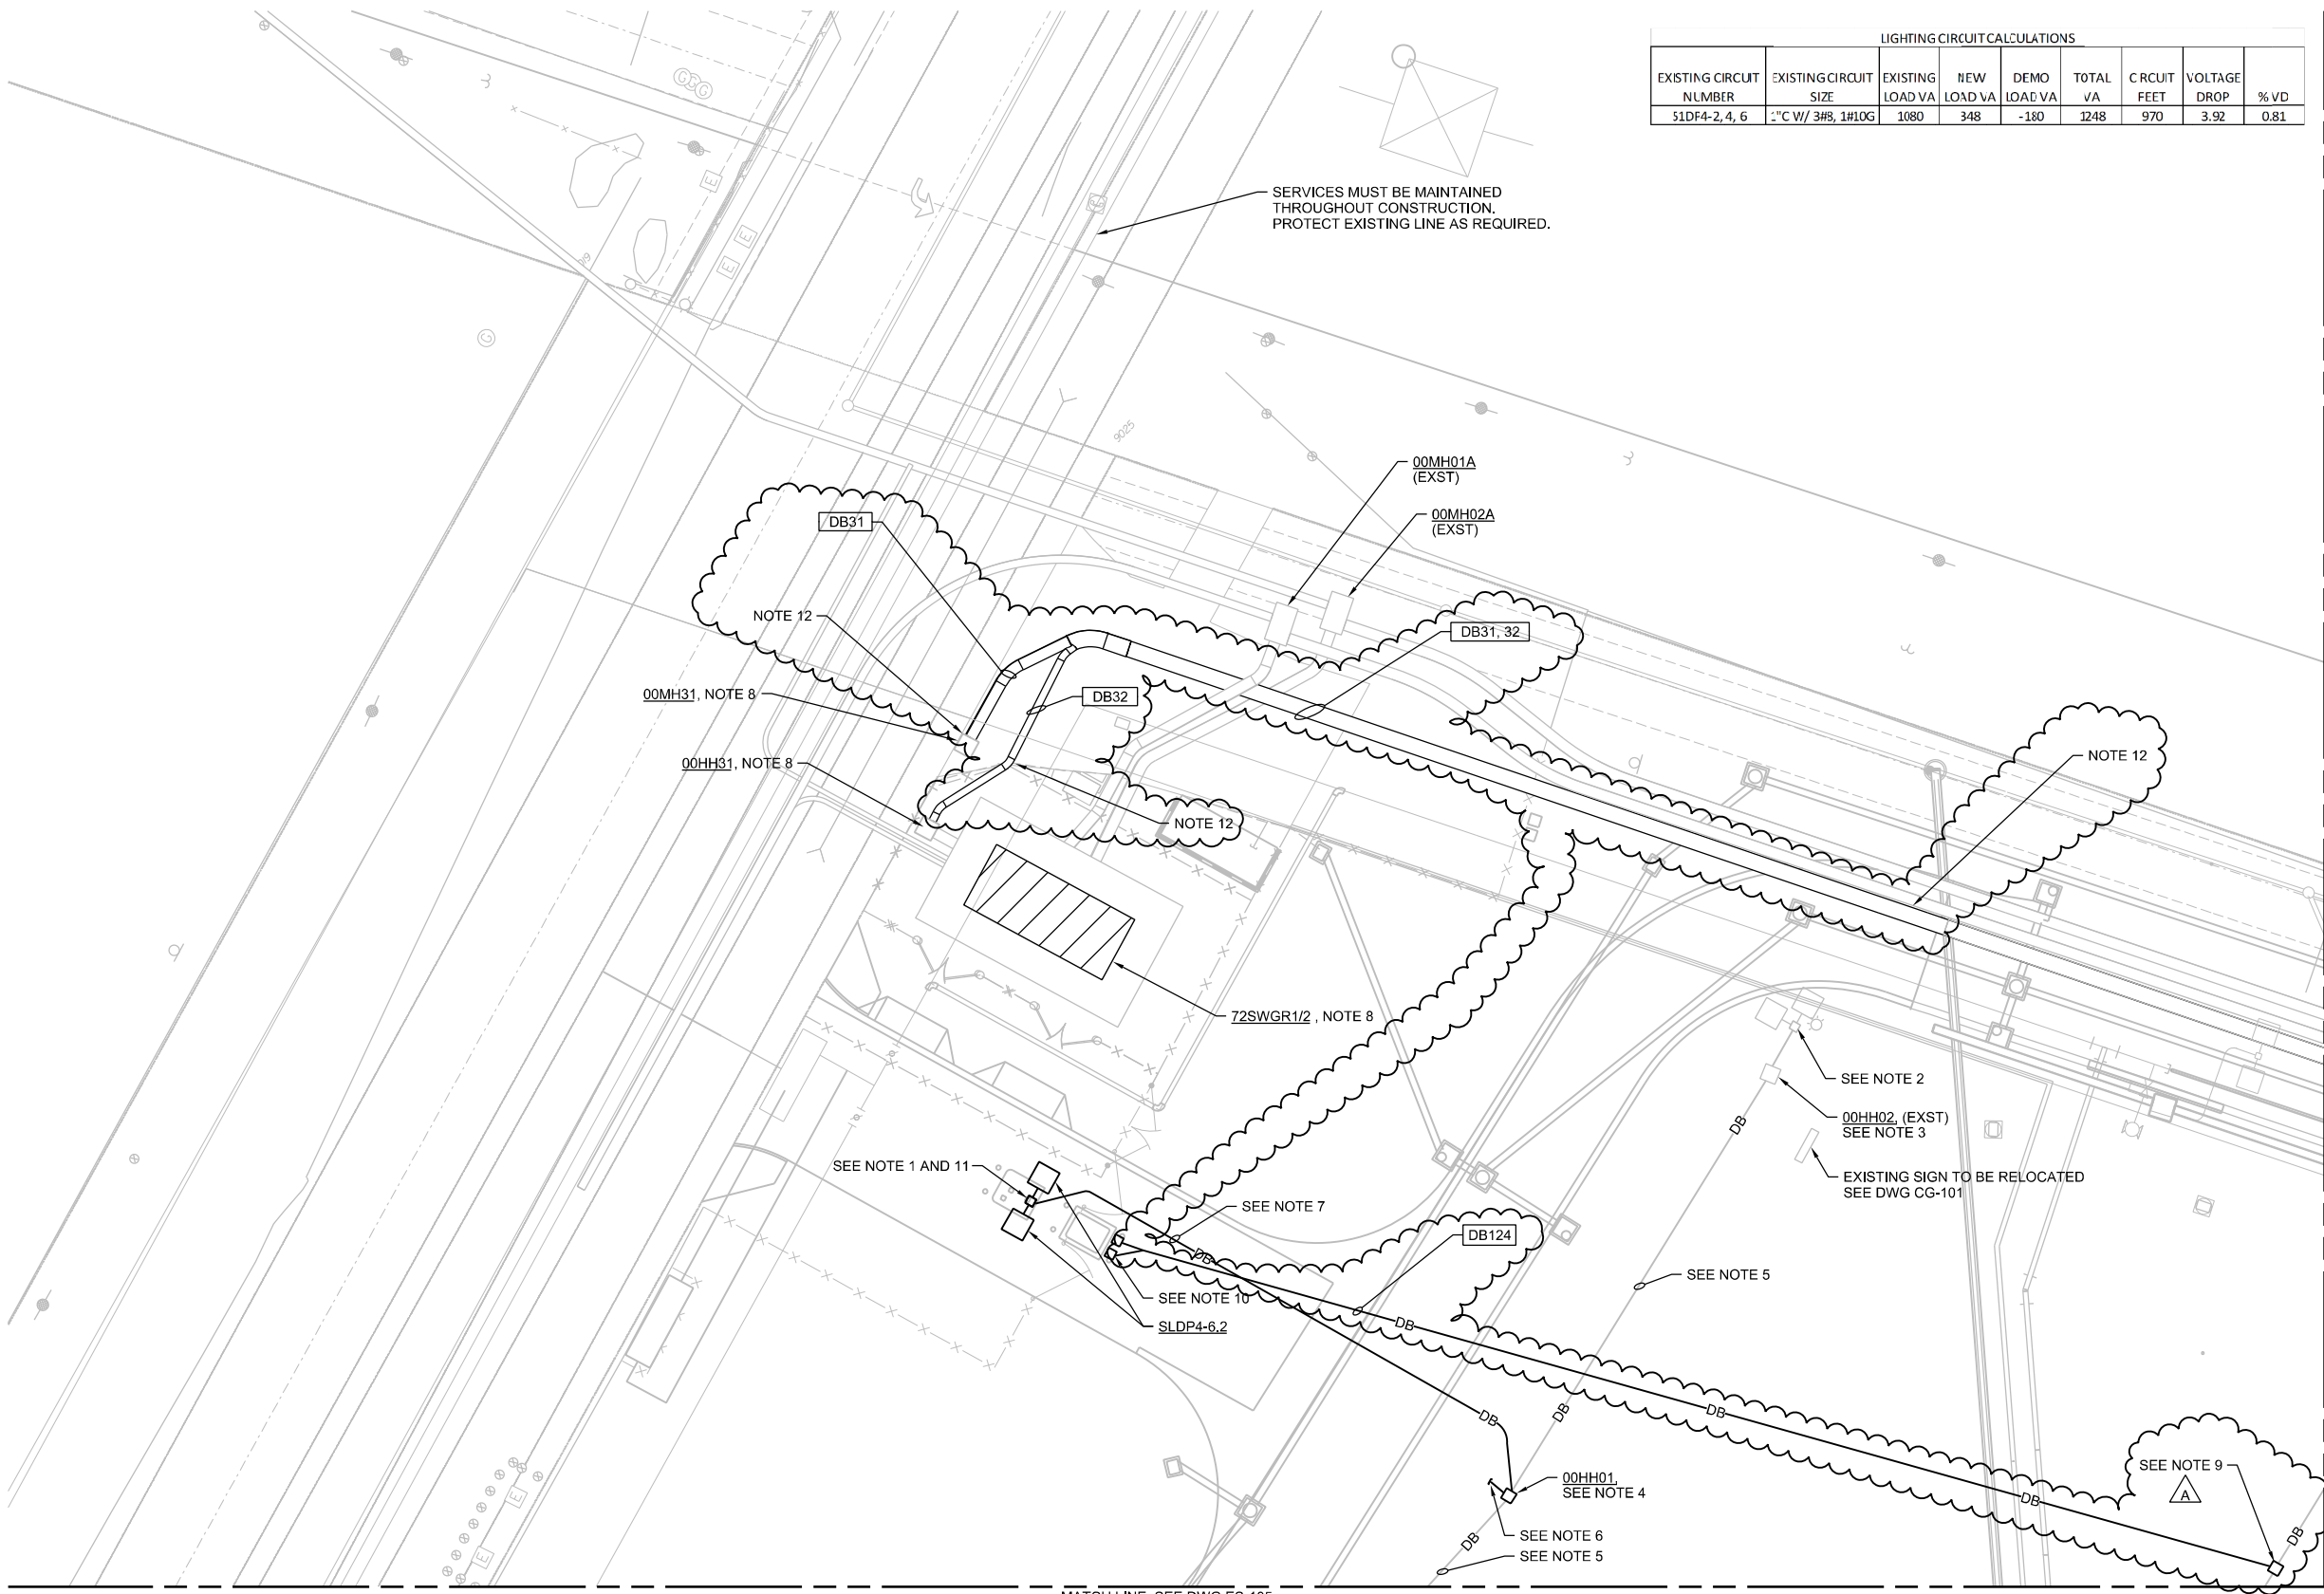 LIGHTING CIRCUIT CALCULATIONS
EXISTING CIRCUIT NUMBER
EXISTING CIRCUIT SIZE
EXISTING LOAD VA
NEW LOAD VA
DEMO LOAD VA
TOTAL VA
C RCUIT FEET
VOLTAGE DROP
% VD
1"C W/ 3#8, 1#10G
1080
348
-180
1248
970
3.92
0.81
SERVICES MUST BE MAINTAINED
THROUGHOUT CONSTRUCTION.
PROTECT EXISTING LINE AS REQUIRED.
9025
00MH01A
(EXST)
00MH02A
(EXST)
DB31
NOTE 12
DB31, 32
00MH31, NOTE 8
DB32
00HH31, NOTE 8
NOTE 12
NOTE 12
72SWGR1/2 , NOTE 8
SEE NOTE 2
00HH02, (EXST)
SEE NOTE 3
DB
EXISTING SIGN TO BE RELOCATED
SEE DWG CG-101
SEE NOTE 1 AND 11
SEE NOTE 7
DB124
DB
SEE NOTE 5
SEE NOTE 10
SLDP4-6,2
DB
DB
DB
DB
SEE NOTE 9
A
00HH01,
SEE NOTE 4
DB
SEE NOTE 6
SEE NOTE 5
DB
DB
E
E
E
E
E
G